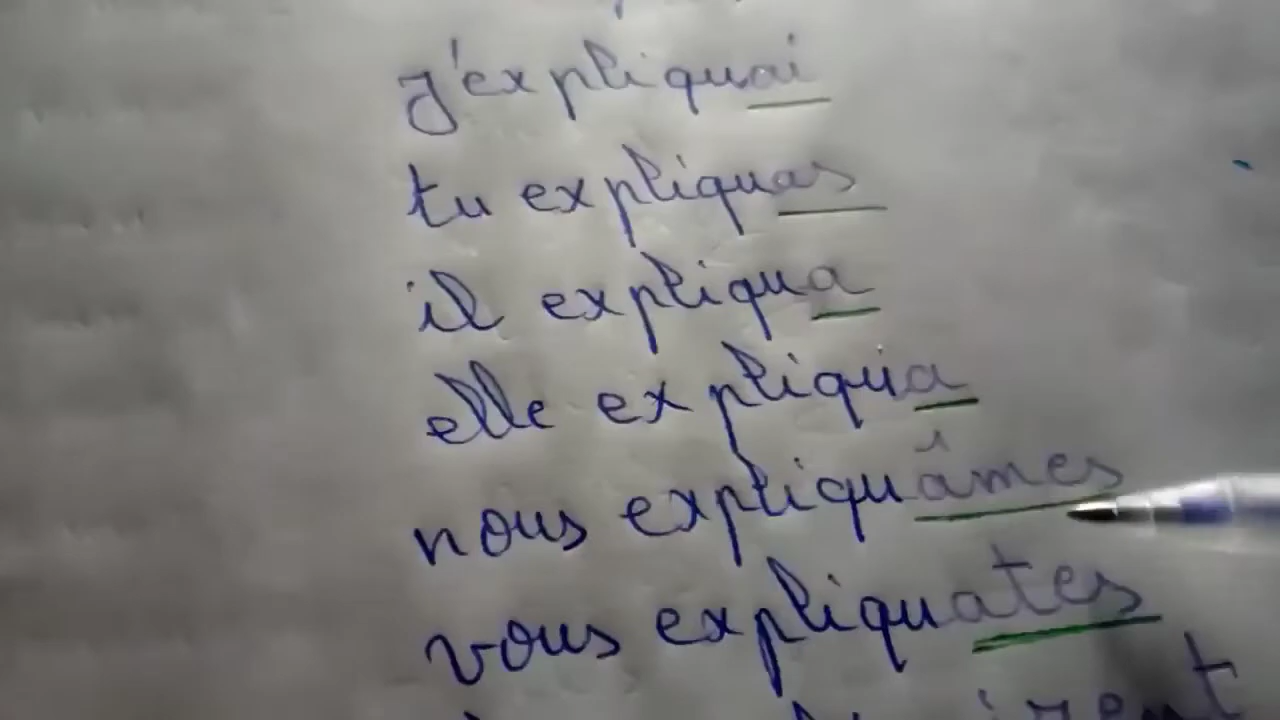 j'expliquai
tu expliquas
il expliqua
elle expliqua
nous expliquâmes
vous expliquates